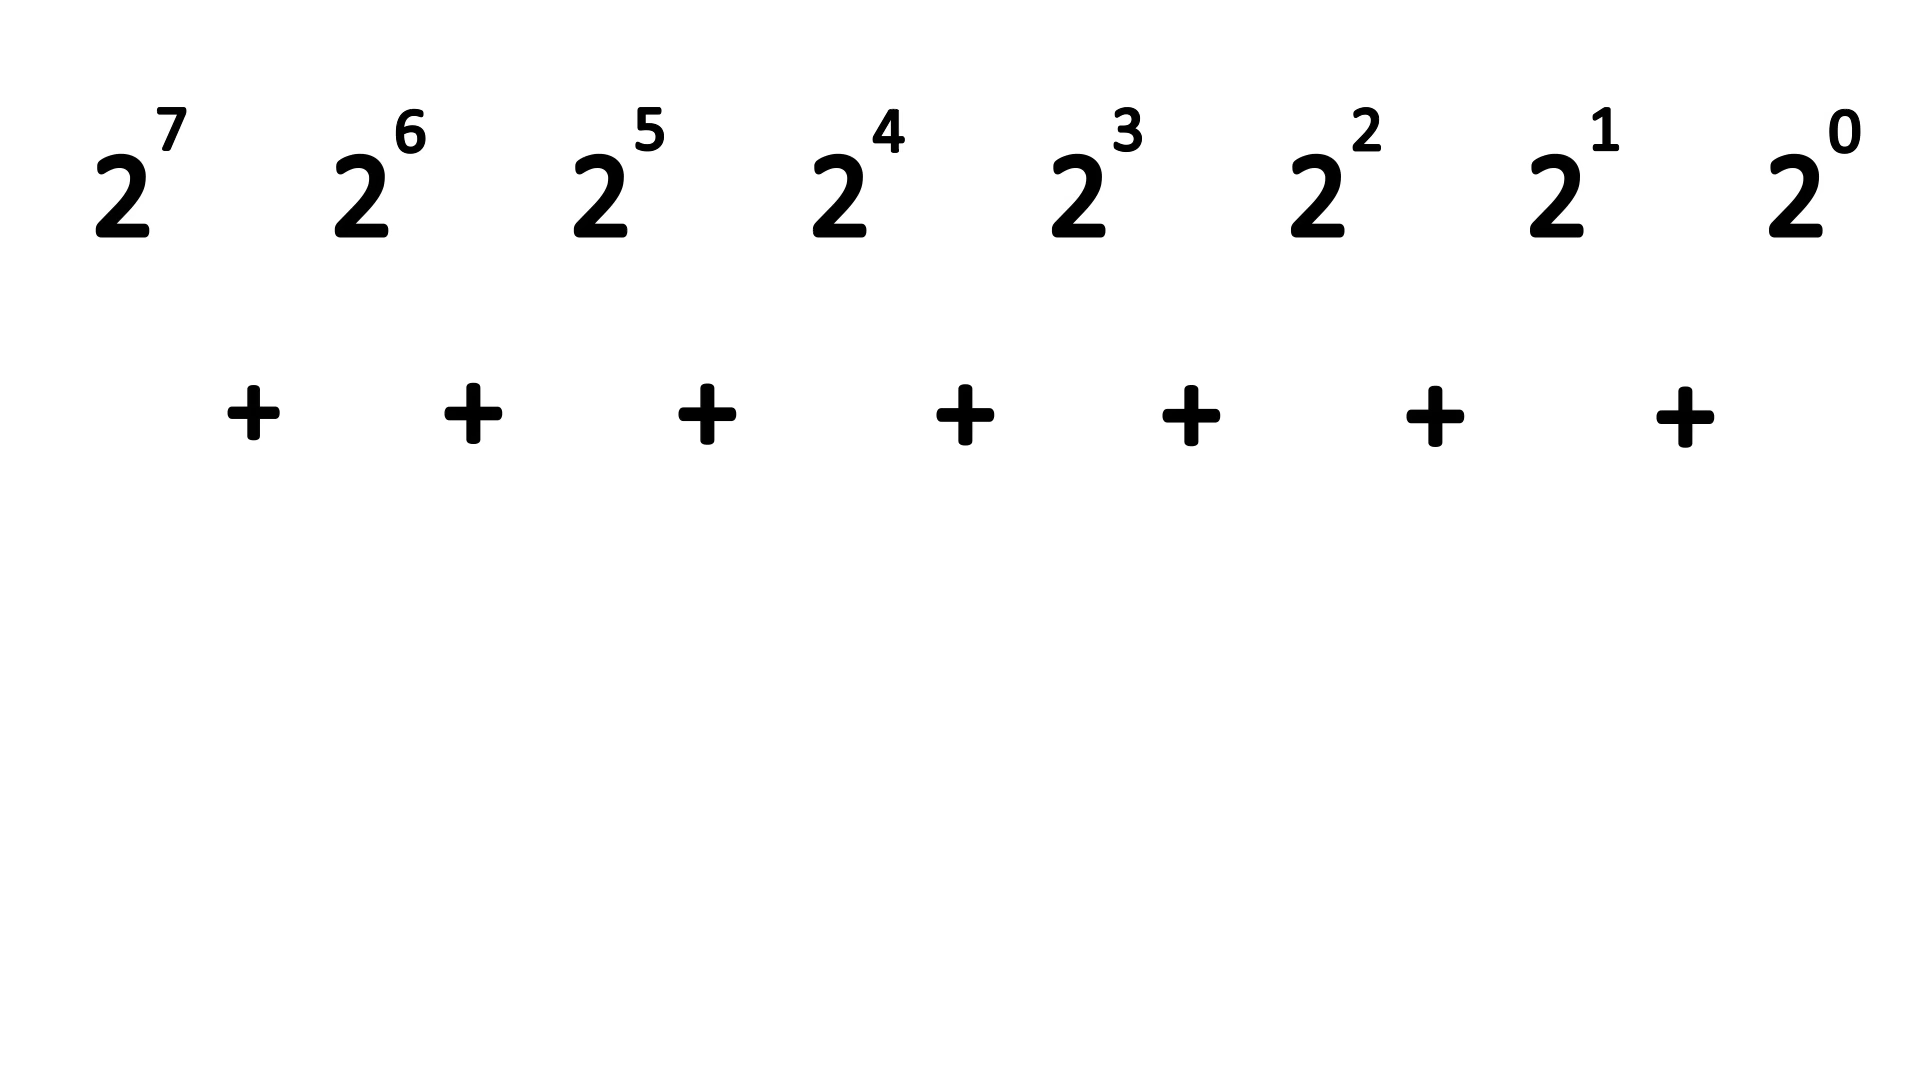 2⁷ 2⁶ 2⁵ 2⁴ 2³ 2² 2¹ 2⁰
+ + + + + + +